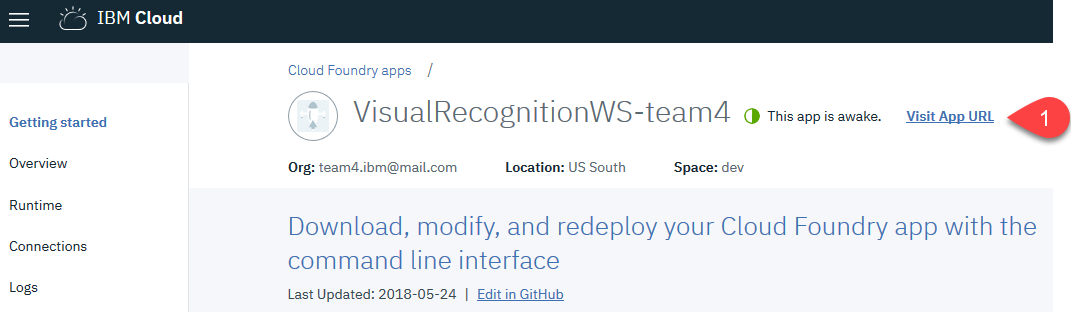 IBM Cloud
Cloud Foundry apps /
VisualRecognitionWS-team4 This app is awake. Visit App URL 1
Org: team4.ibm@mail.com Location: US South Space: dev
Getting started
Overview
Runtime
Connections
Logs
Download, modify, and redeploy your Cloud Foundry app with the
command line interface
Last Updated: 2018-05-24 | Edit in GitHub